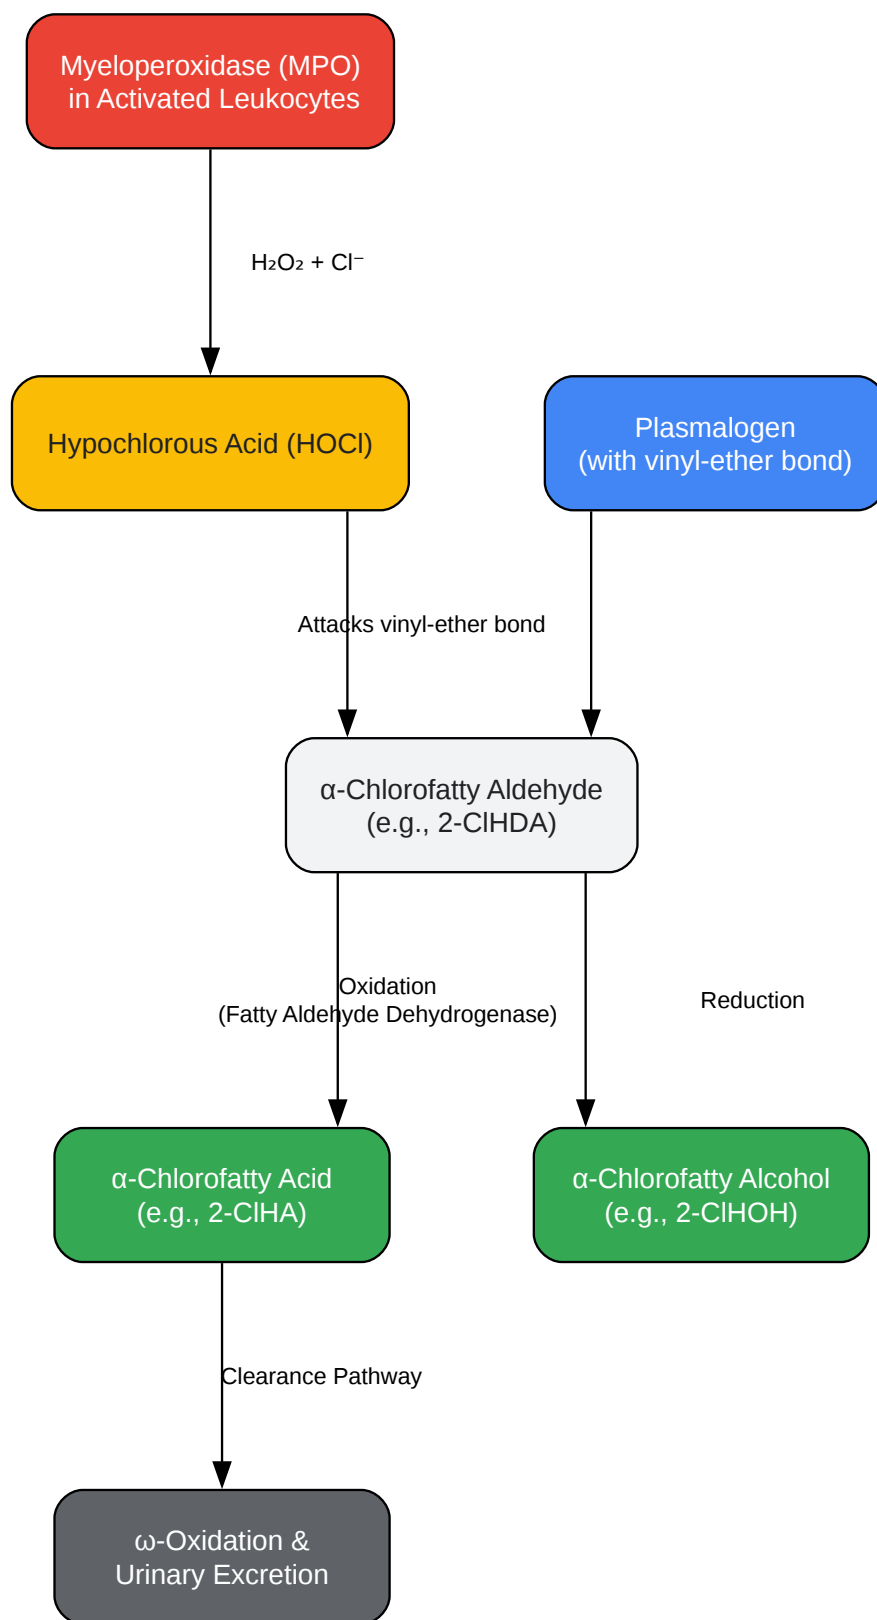 Myeloperoxidase (MPO)
in Activated Leukocytes
H₂O₂ + Cl⁻
Hypochlorous Acid (HOCl)
Plasmalogen
(with vinyl-ether bond)
Attacks vinyl-ether bond
α-Chlorofatty Aldehyde
(e.g., 2-ClHDA)
Oxidation
(Fatty Aldehyde Dehydrogenase)
Reduction
α-Chlorofatty Acid
(e.g., 2-ClHA)
α-Chlorofatty Alcohol
(e.g., 2-ClHOH)
Clearance Pathway
ω-Oxidation &
Urinary Excretion